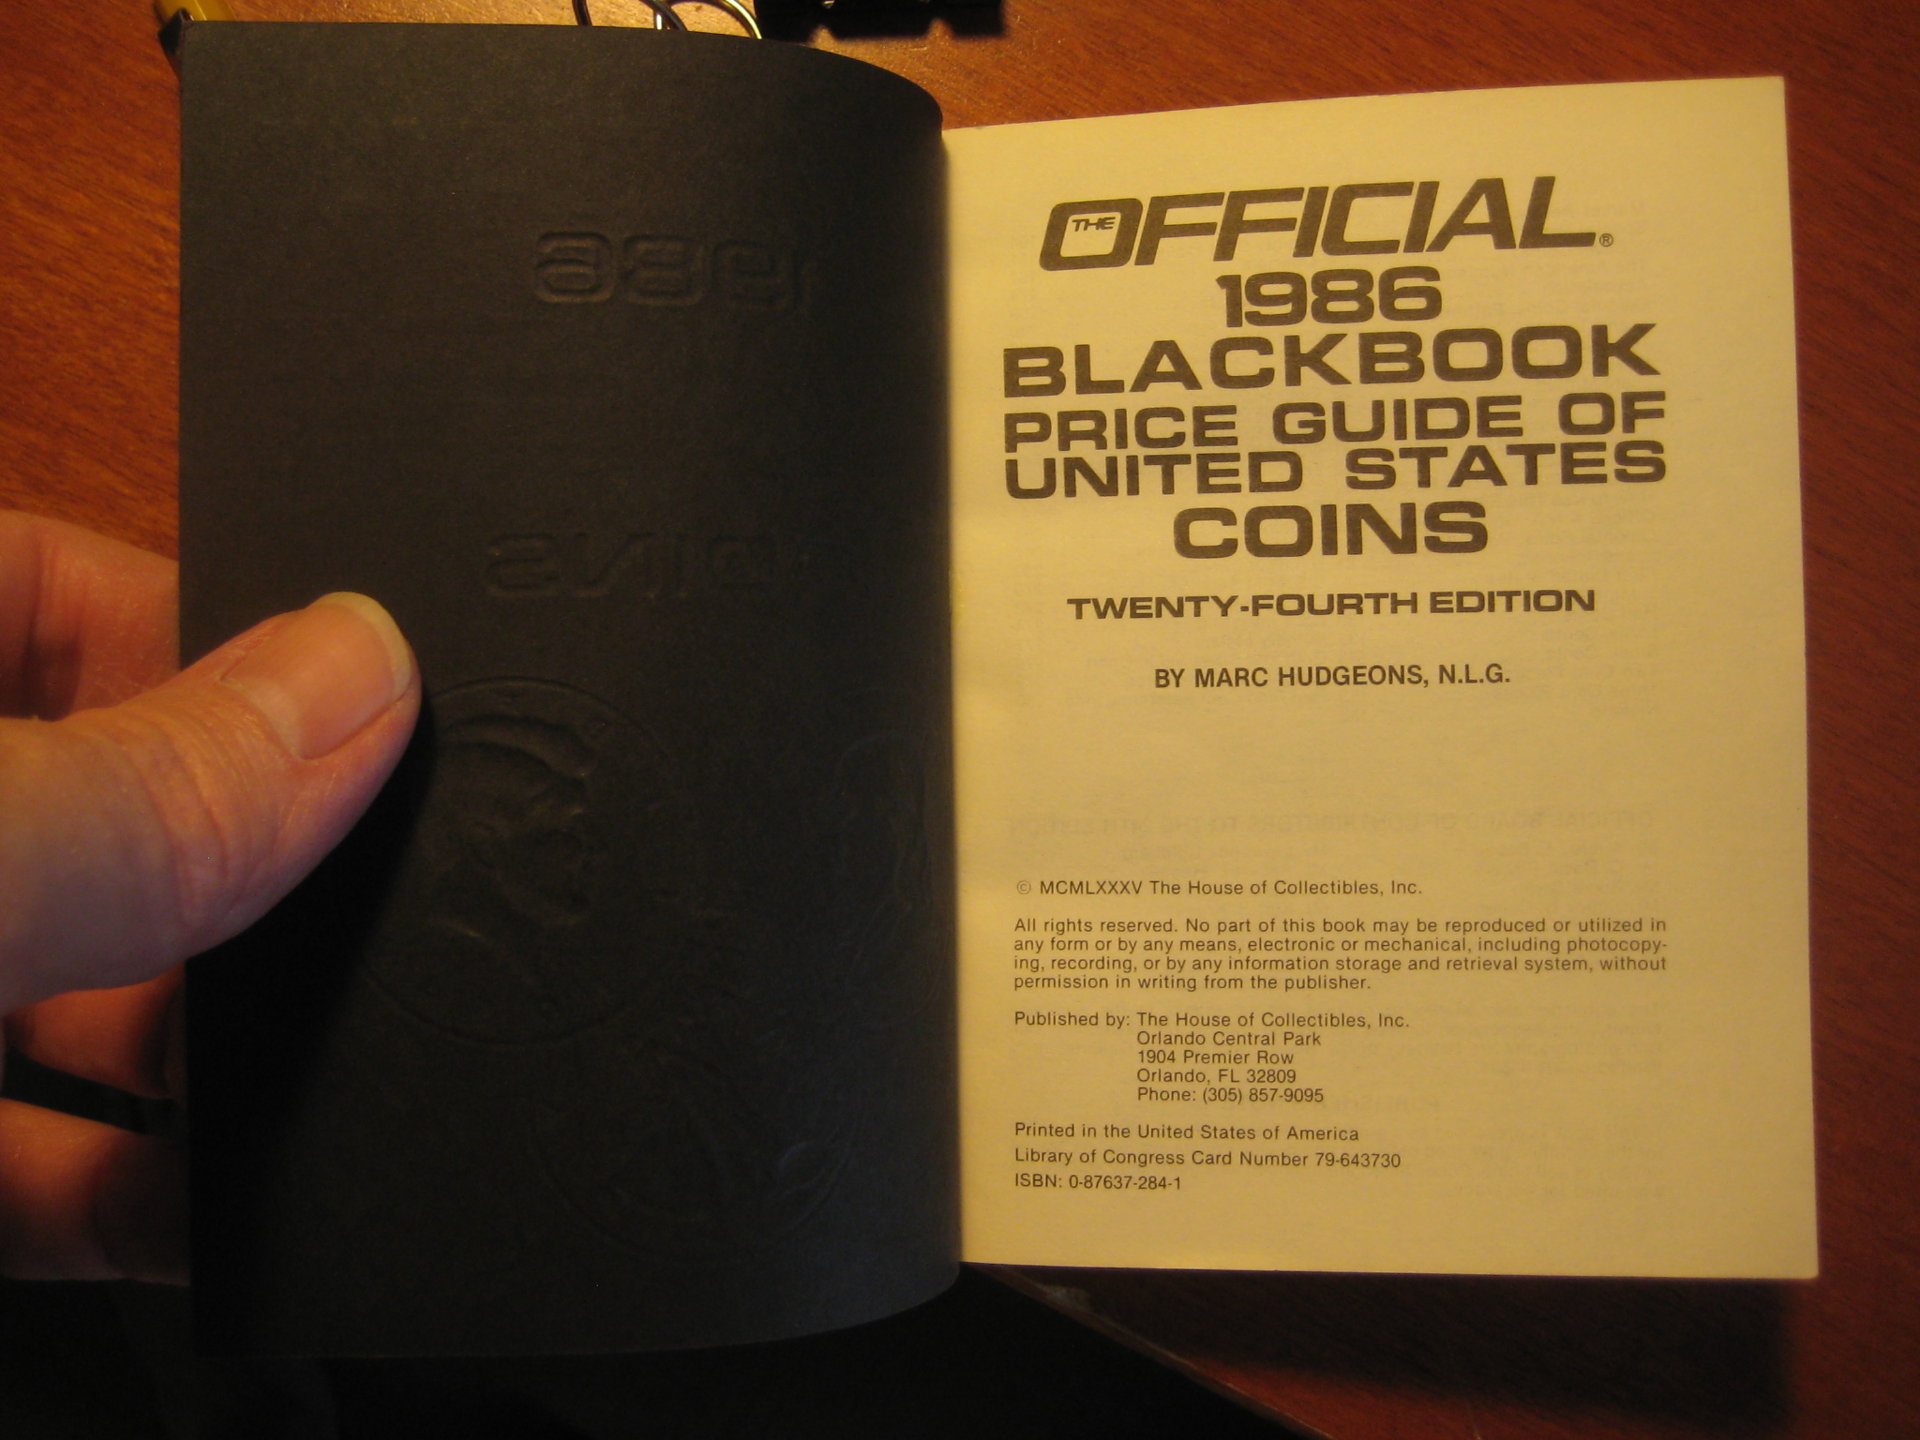 1986
COINS
THE OFFICIAL®
1986
BLACKBOOK
PRICE GUIDE OF
UNITED STATES
COINS
TWENTY-FOURTH EDITION
BY MARC HUDGEONS, N.L.G.
© MCMLXXXV The House of Collectibles, Inc.
All rights reserved. No part of this book may be reproduced or utilized in
any form or by any means, electronic or mechanical, including photocopy-
ing, recording, or by any information storage and retrieval system, without
permission in writing from the publisher.
Published by: The House of Collectibles, Inc.
Orlando Central Park
1904 Premier Row
Orlando, FL 32809
Phone: (305) 857-9095
Printed in the United States of America
Library of Congress Card Number 79-643730
ISBN: 0-87637-284-1